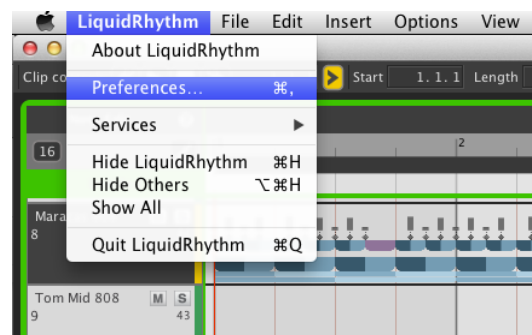 LiquidRhythm File Edit Insert Options View
About LiquidRhythm
Clip co
Start 1. 1. 1 Length
Preferences... ⌘,
Services ▶
16
2
Hide LiquidRhythm ⌘H
Hide Others ⌥⌘H
Show All
Mara
8
Quit LiquidRhythm ⌘Q
Tom Mid 808 M S
9 43